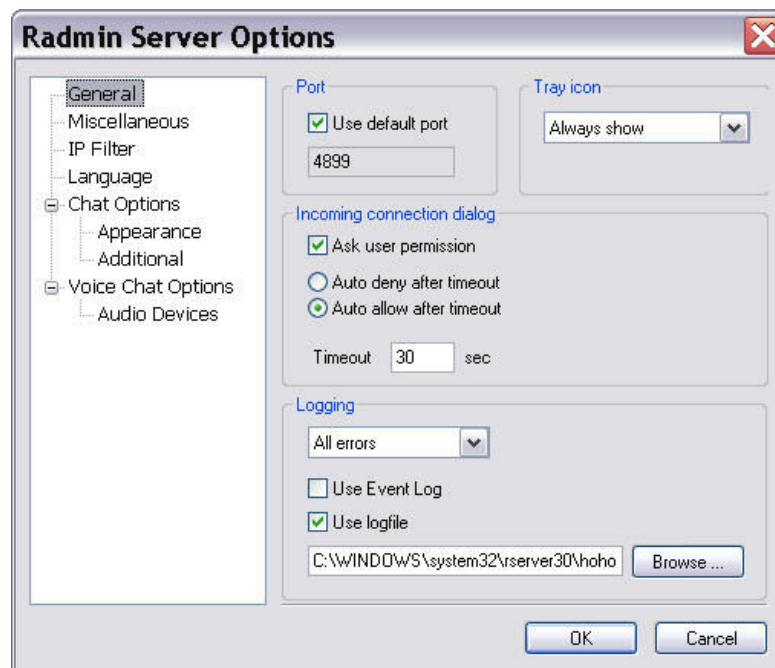 Radmin Server Options
General
Miscellaneous
IP Filter
Language
Chat Options
Appearance
Additional
Voice Chat Options
Audio Devices
Port
Use default port
4899
Tray icon
Always show
Incoming connection dialog
Ask user permission
Auto deny after timeout
Auto allow after timeout
Timeout 30 sec
Logging
All errors
Use Event Log
Use logfile
C:\WINDOWS\system32\rserver30\hoho
Browse ...
OK
Cancel